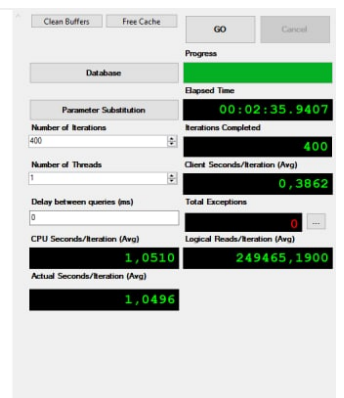 Clean Buffers Free Cache
GO Cancel
Progress
Database
Elapsed Time
Parameter Substitution 00:02:35.9407
Number of Iterations Iterations Completed
400 400
Number of Threads Client Seconds/Iteration (Avg)
1 0,3862
Delay between queries (ms) Total Exceptions
0 0 ...
CPU Seconds/Iteration (Avg) Logical Reads/Iteration (Avg)
1,0510 249465,1900
Actual Seconds/Iteration (Avg)
1,0496